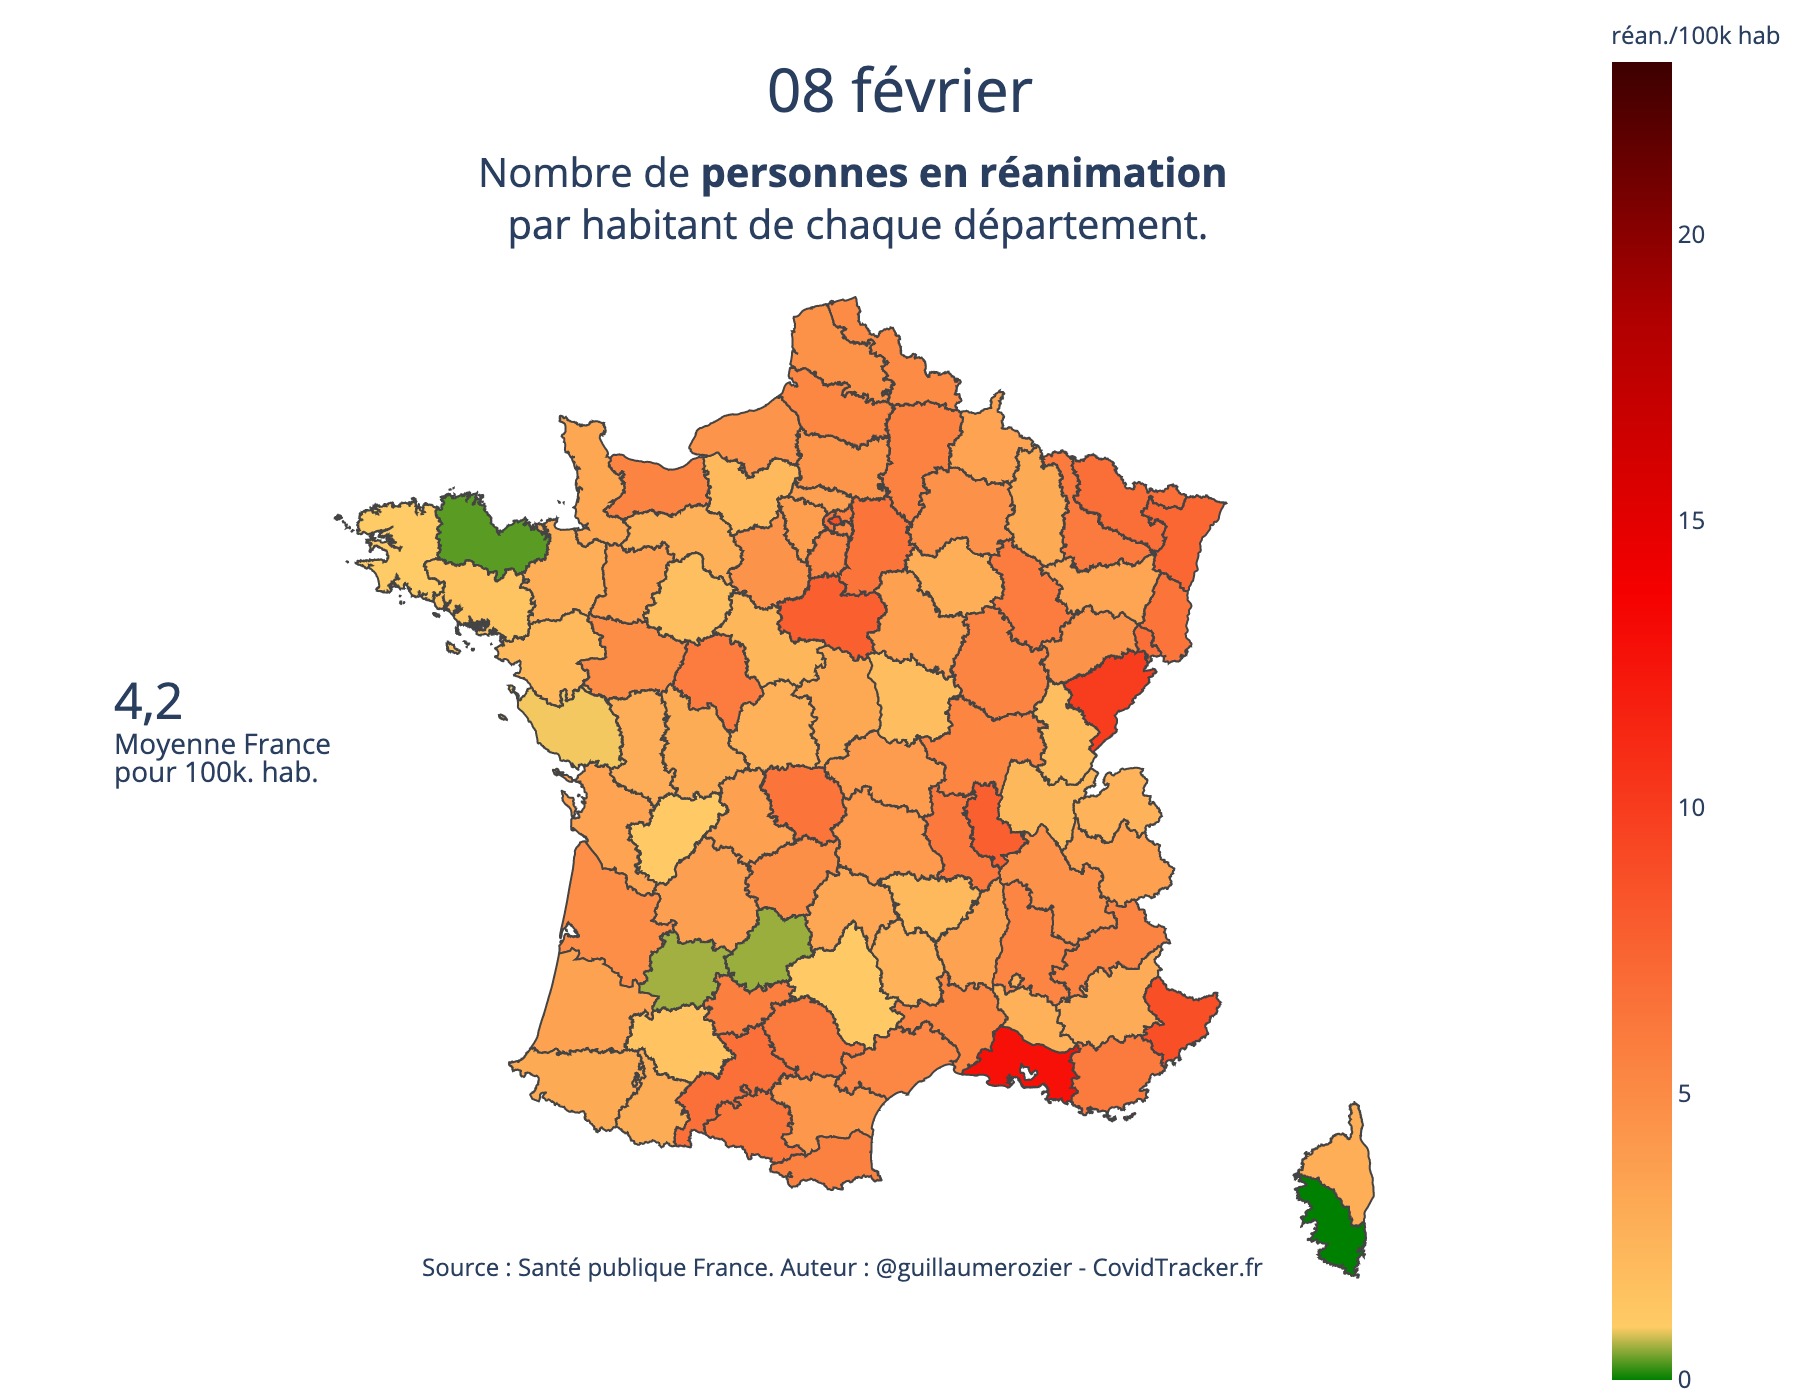 réan./100k hab
08 février
Nombre de personnes en réanimation
par habitant de chaque département.
20
15
10
5
0
4,2
Moyenne France
pour 100k. hab.
Source : Santé publique France. Auteur : @guillaumerozier - CovidTracker.fr